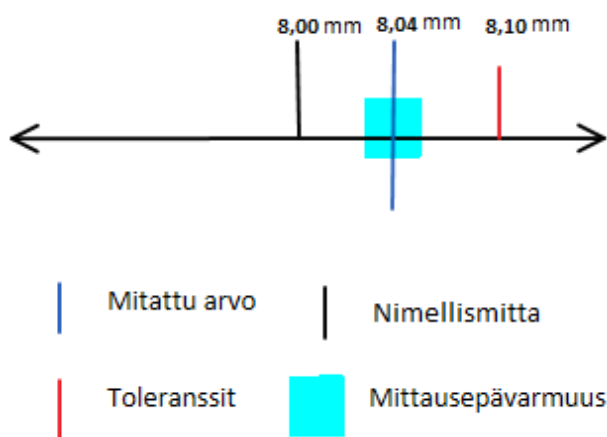 8,00 mm 8,04 mm 8,10 mm
Mitattu arvo Nimellismitta
Toleranssit Mittausepävarmuus